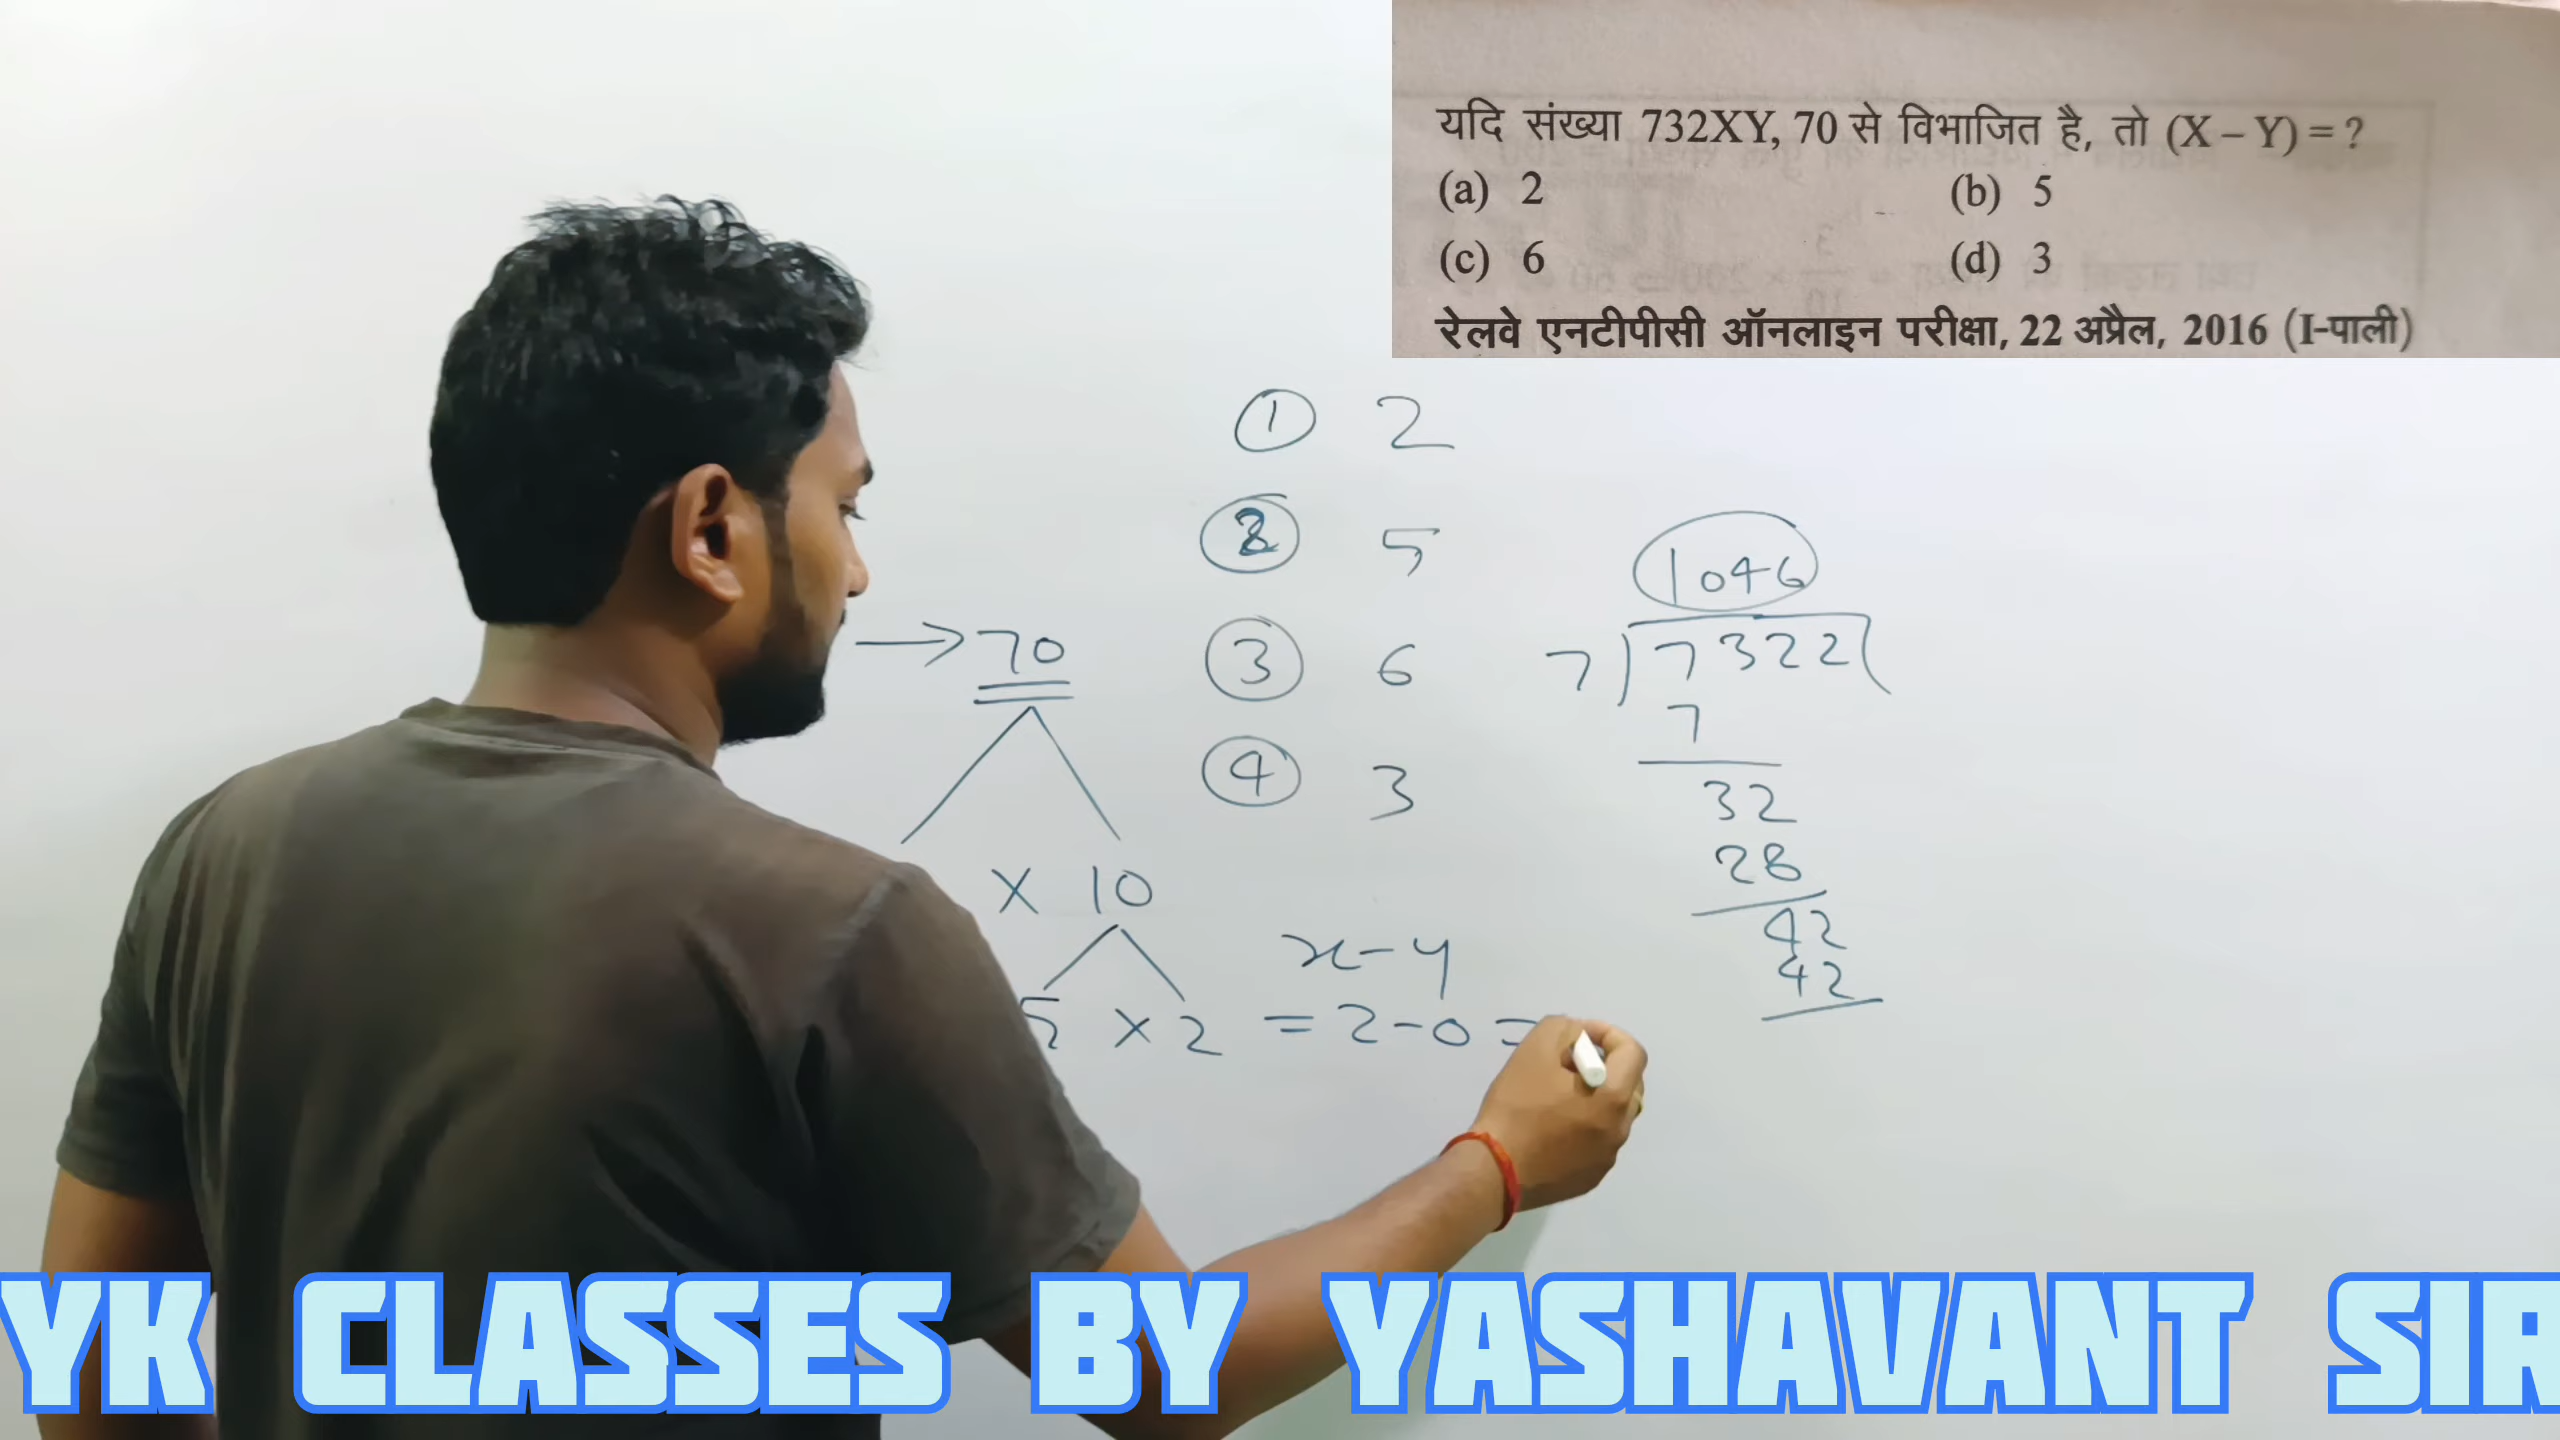 यदि संख्या 732XY, 70 से विभाजित है, तो (X – Y) = ?
(a) 2 (b) 5
(c) 6 (d) 3
रेलवे एनटीपीसी ऑनलाइन परीक्षा, 22 अप्रैल, 2016 (I-पाली)
① 2
② 5
③ 6
④ 3
→ 70
× 10
5 × 2
x - y
= 2 - 0 =
1046
7 ) 7322 (
7
32
28
42
42
YK CLASSES BY YASHAVANT SIR